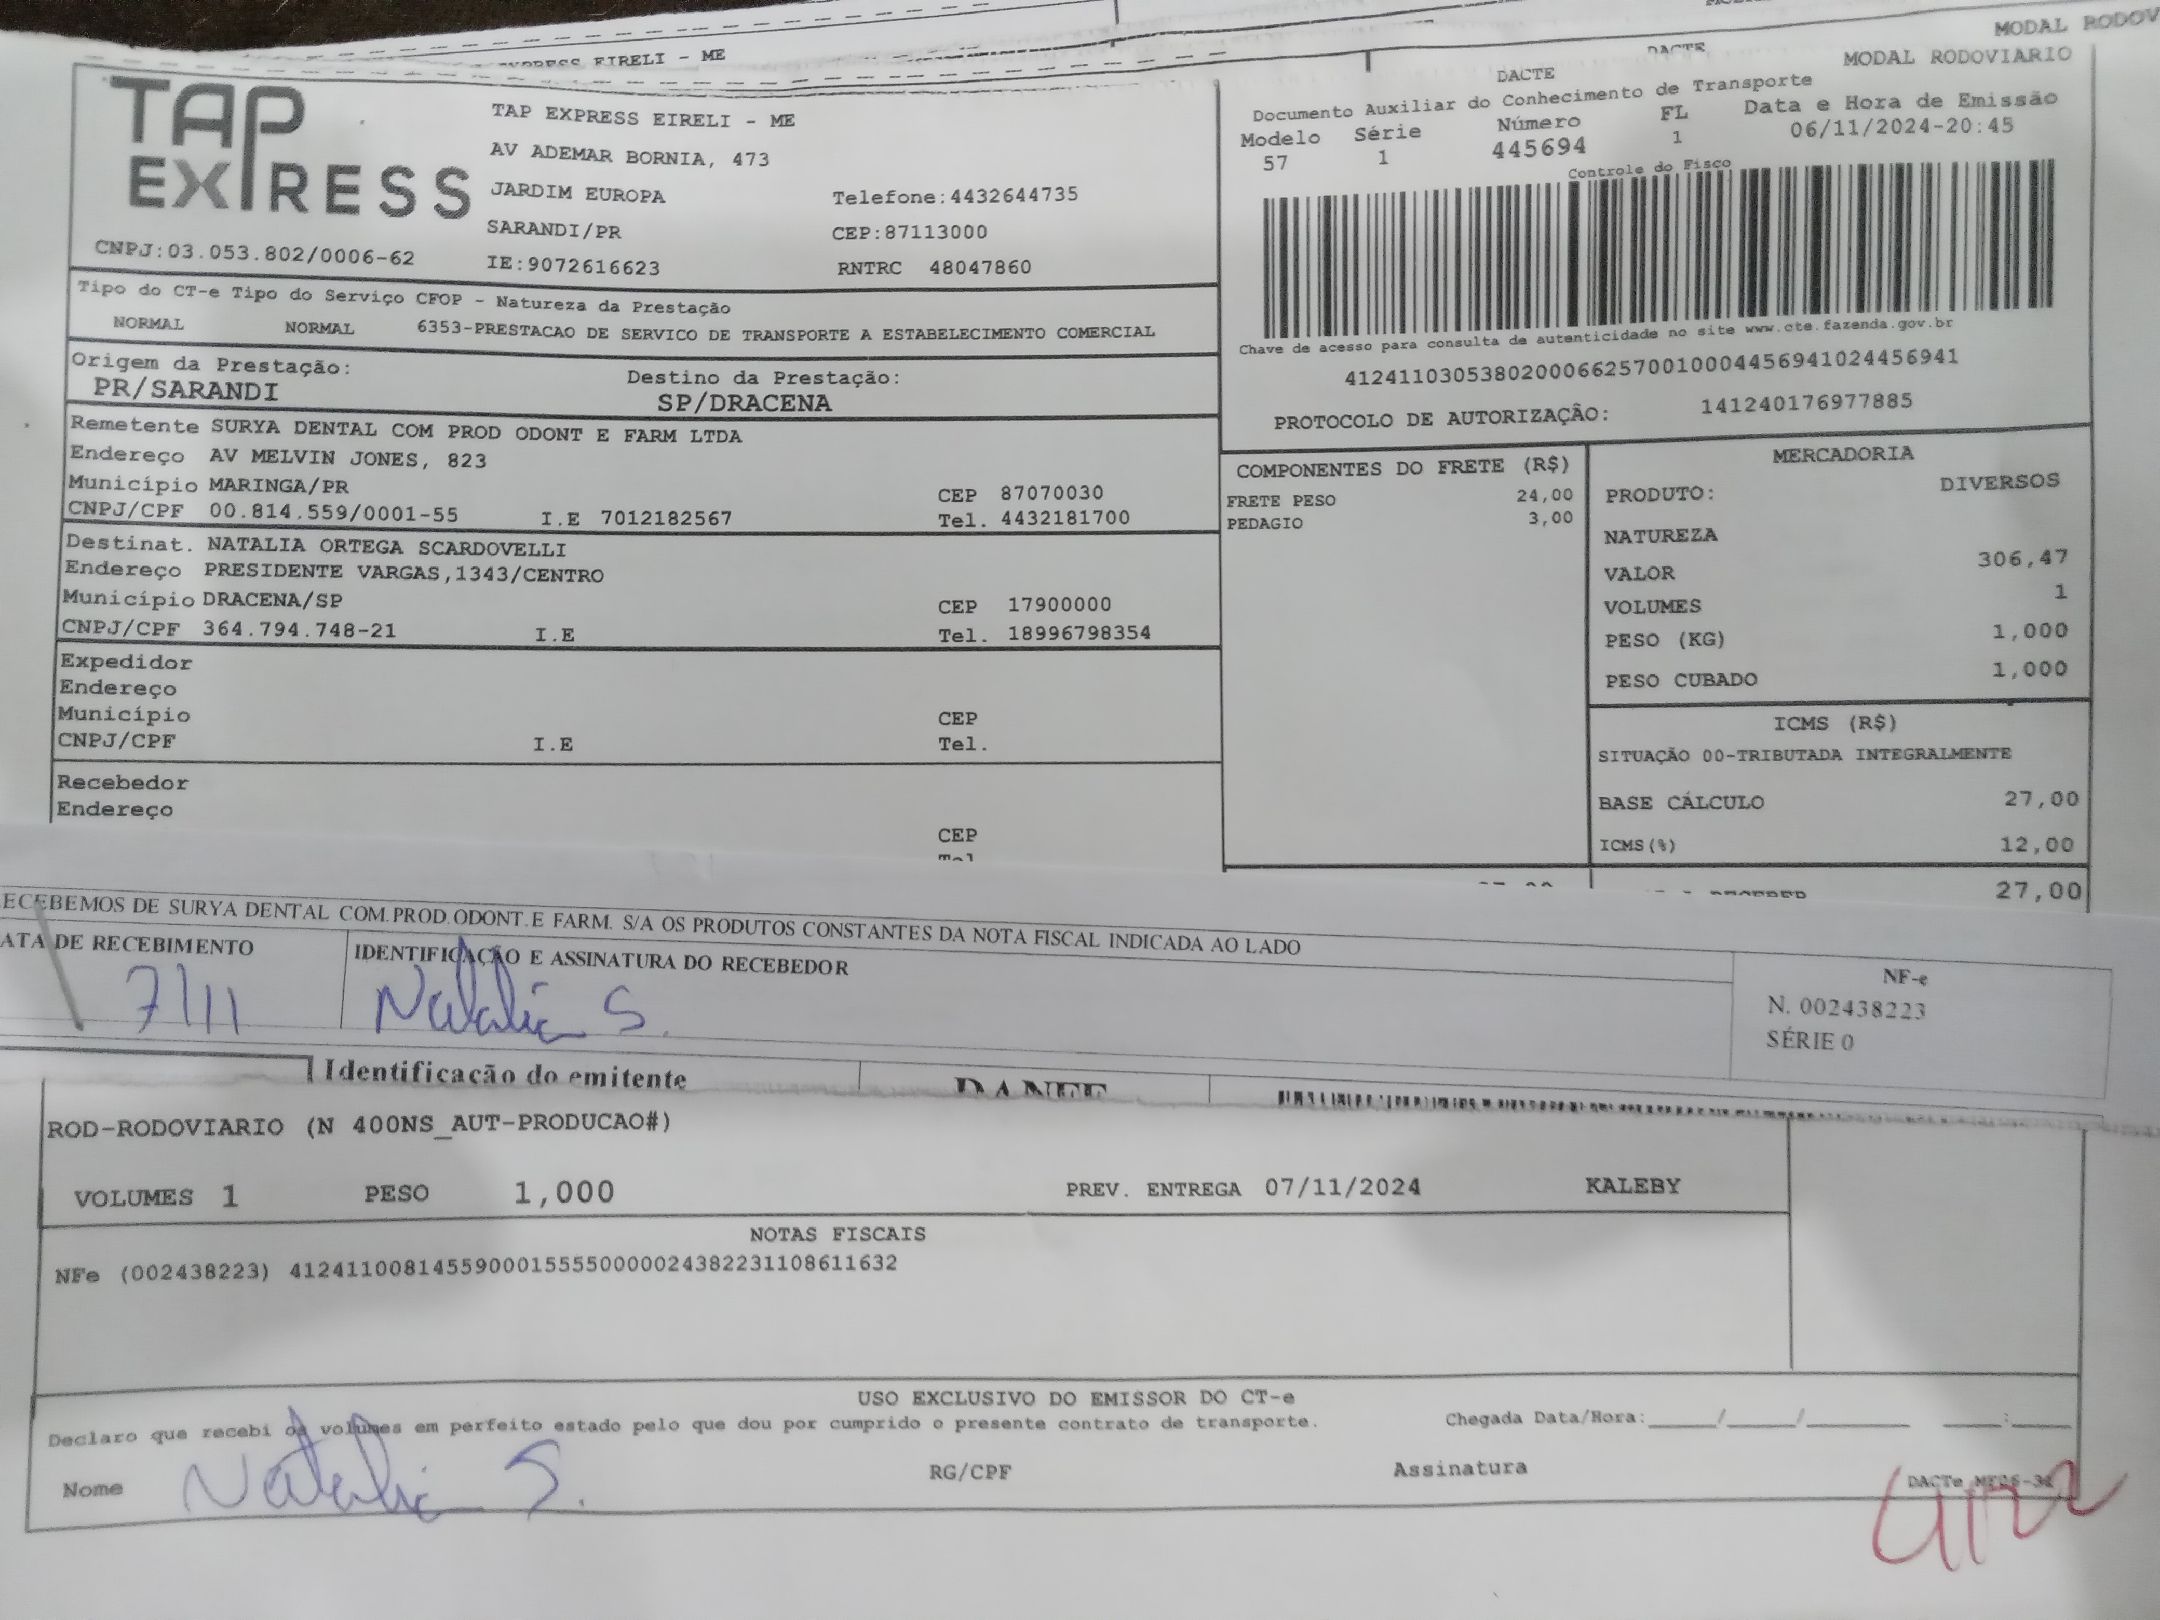 MODAL RODOV
EXPRESS EIRELI - ME
DACTE
TAP EXPRESS
TAP EXPRESS EIRELI - ME
AV ADEMAR BORNIA, 473
JARDIM EUROPA Telefone:4432644735
SARANDI/PR CEP:87113000
CNPJ:03.053.802/0006-62 IE:9072616623 RNTRC 48047860
DACTE MODAL RODOVIARIO
Documento Auxiliar do Conhecimento de Transporte
Modelo Série Número FL Data e Hora de Emissão
57 1 445694 1 06/11/2024-20:45
Controle do Fisco
Chave de acesso para consulta de autenticidade no site www.cte.fazenda.gov.br
41241103053802000662570010004456941024456941
PROTOCOLO DE AUTORIZAÇÃO: 141240176977885
Tipo do CT-e Tipo do Serviço CFOP - Natureza da Prestação
NORMAL NORMAL 6353-PRESTACAO DE SERVICO DE TRANSPORTE A ESTABELECIMENTO COMERCIAL
Origem da Prestação: Destino da Prestação:
PR/SARANDI SP/DRACENA
Remetente SURYA DENTAL COM PROD ODONT E FARM LTDA
Endereço AV MELVIN JONES, 823
Município MARINGA/PR CEP 87070030
CNPJ/CPF 00.814.559/0001-55 I.E 7012182567 Tel. 4432181700
Destinat. NATALIA ORTEGA SCARDOVELLI
Endereço PRESIDENTE VARGAS,1343/CENTRO
Município DRACENA/SP CEP 17900000
CNPJ/CPF 364.794.748-21 I.E Tel. 18996798354
Expedidor
Endereço
Município CEP
CNPJ/CPF I.E Tel.
Recebedor
Endereço
CEP
Tel
COMPONENTES DO FRETE (R$)
FRETE PESO 24,00
PEDAGIO 3,00
MERCADORIA
PRODUTO: DIVERSOS
NATUREZA
VALOR 306,47
VOLUMES 1
PESO (KG) 1,000
PESO CUBADO 1,000
ICMS (R$)
SITUAÇÃO 00-TRIBUTADA INTEGRALMENTE
BASE CÁLCULO 27,00
ICMS(%) 12,00
27,00
ECEBEMOS DE SURYA DENTAL COM.PROD.ODONT.E FARM. S/A OS PRODUTOS CONSTANTES DA NOTA FISCAL INDICADA AO LADO
ATA DE RECEBIMENTO IDENTIFICAÇÃO E ASSINATURA DO RECEBEDOR
7/11 Natalia S.
NF-e
N. 002438223
SÉRIE 0
Identificação do emitente DANFE
ROD-RODOVIARIO (N 400NS_AUT-PRODUCAO#)
VOLUMES 1 PESO 1,000 PREV. ENTREGA 07/11/2024 KALEBY
NOTAS FISCAIS
NFe (002438223) 41241100814559000155550000024382231108611632
USO EXCLUSIVO DO EMISSOR DO CT-e
Declaro que recebi os volumes em perfeito estado pelo que dou por cumprido o presente contrato de transporte. Chegada Data/Hora:_____/_____/_______ ____:____
Nome Natalia S. RG/CPF Assinatura